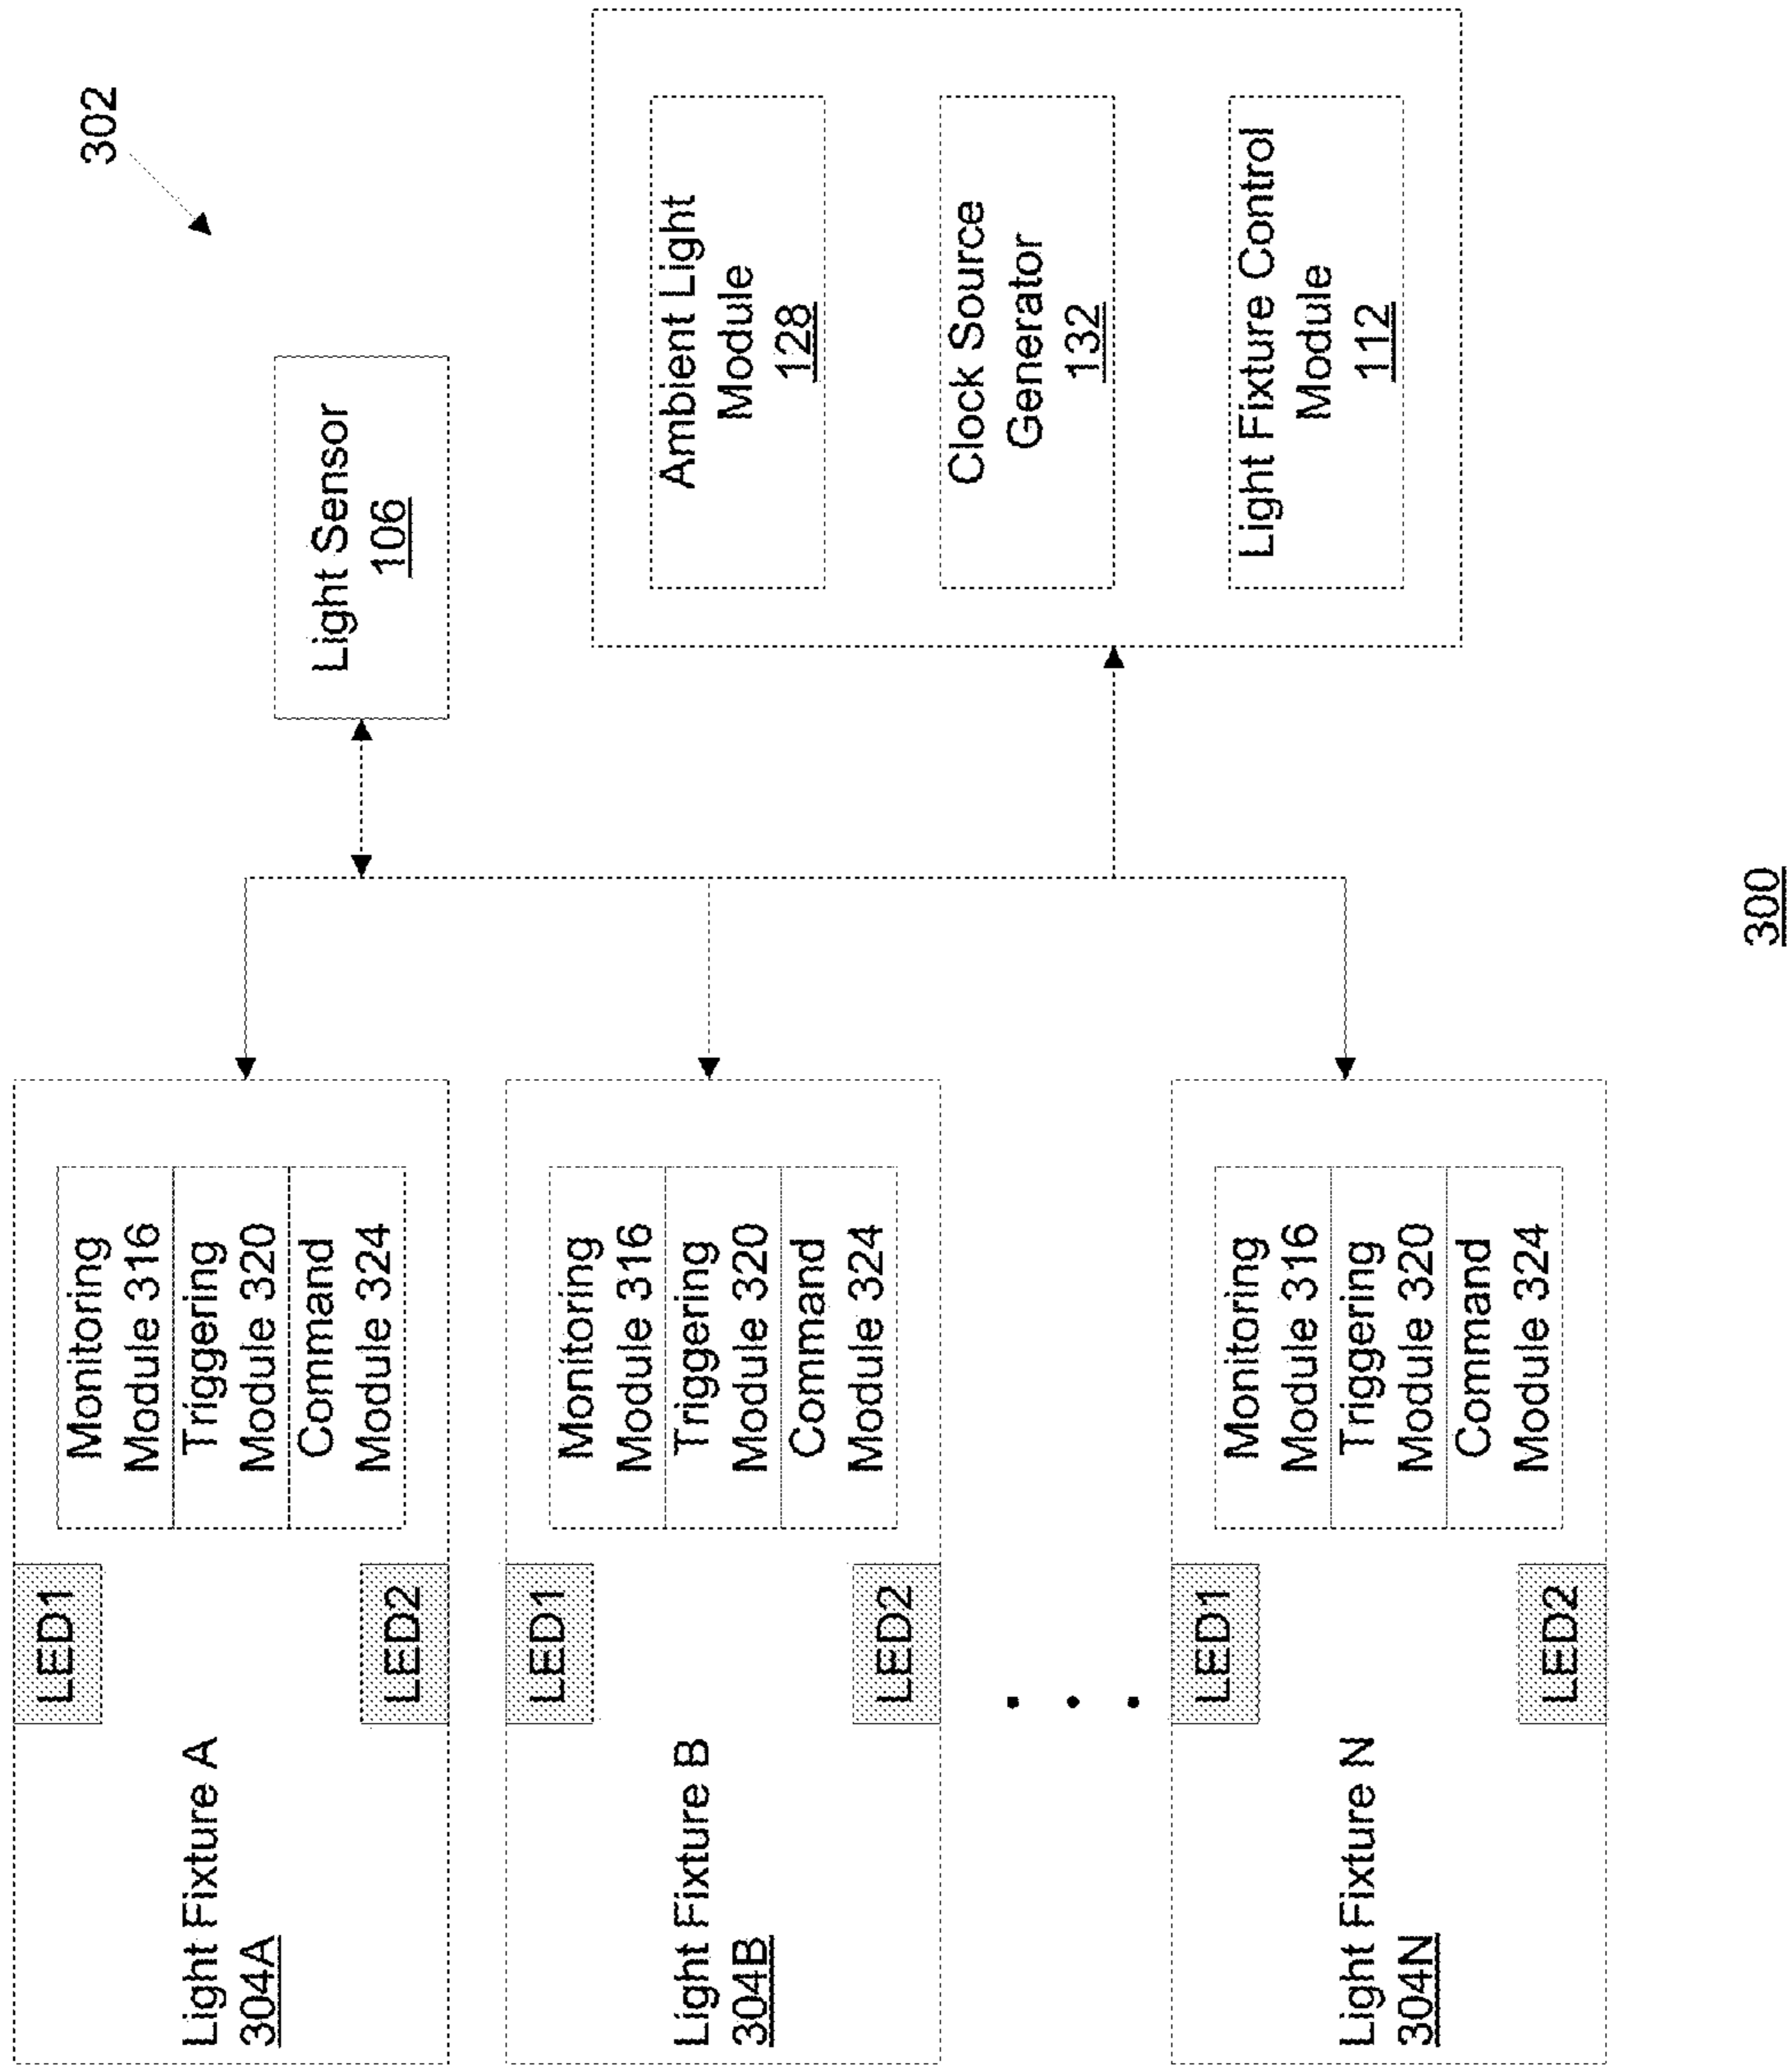 302
Light Fixture A
304A
LED1
LED2
Monitoring
Module 316
Triggering
Module 320
Command
Module 324
Light Fixture B
304B
LED1
LED2
Monitoring
Module 316
Triggering
Module 320
Command
Module 324
Light Fixture N
304N
LED1
LED2
Monitoring
Module 316
Triggering
Module 320
Command
Module 324
Light Sensor
106
Ambient Light
Module
128
Clock Source
Generator
132
Light Fixture Control
Module
112
300